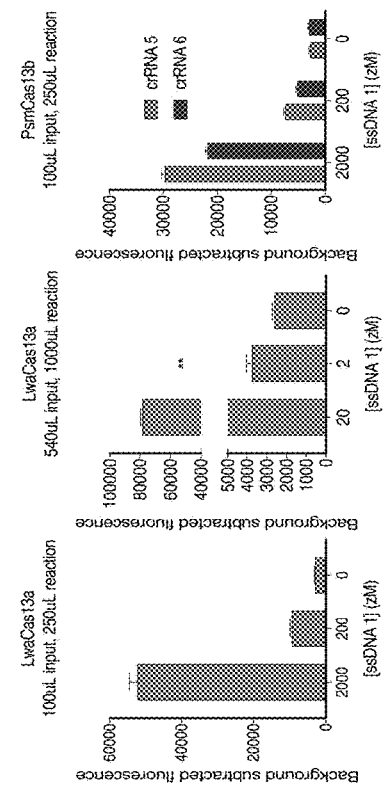 LwaCas13a
100uL input, 250uL reaction
Background subtracted fluorescence
60000
40000
20000
0
2000
200
0
[ssDNA 1] (zM)
LwaCas13a
540uL input, 1000uL reaction
Background subtracted fluorescence
100000
80000
60000
40000
5000
4000
3000
2000
1000
0
**
20
2
0
[ssDNA 1] (zM)
PsmCas13b
100uL input, 250uL reaction
Background subtracted fluorescence
40000
30000
20000
10000
0
crRNA 5
crRNA 6
2000
200
0
[ssDNA 1] (zM)